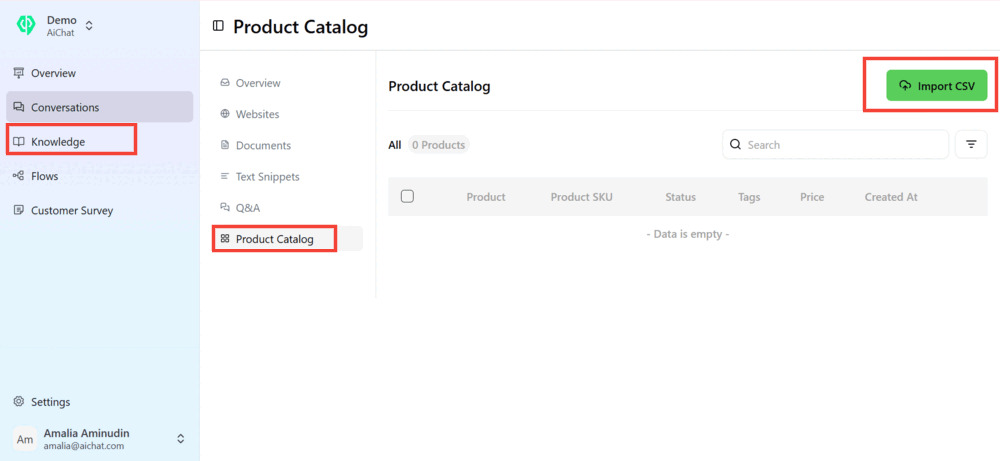 Demo
AiChat
Overview
Conversations
Knowledge
Flows
Customer Survey
Settings
Am
Amalia Aminudin
amalia@aichat.com
Product Catalog
Overview
Websites
Documents
Text Snippets
Q&A
Product Catalog
Product Catalog
Import CSV
All 0 Products
Search
Product Product SKU Status Tags Price Created At
- Data is empty -